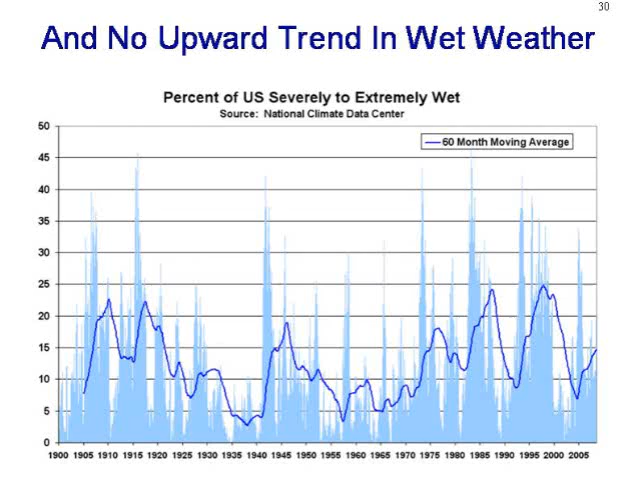 30
And No Upward Trend In Wet Weather
Percent of US Severely to Extremely Wet
Source: National Climate Data Center
60 Month Moving Average
50
45
40
35
30
25
20
15
10
5
0
1900 1905 1910 1915 1920 1925 1930 1935 1940 1945 1950 1955 1960 1965 1970 1975 1980 1985 1990 1995 2000 2005